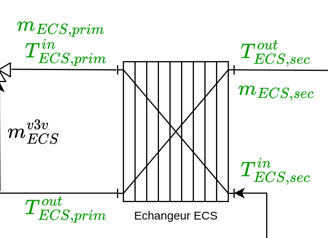 m_{ECS,prim}
T^{in}_{ECS,prim}
T^{out}_{ECS,sec}
m_{ECS,sec}
m^{v3v}_{ECS}
T^{in}_{ECS,sec}
T^{out}_{ECS,prim}
Echangeur ECS